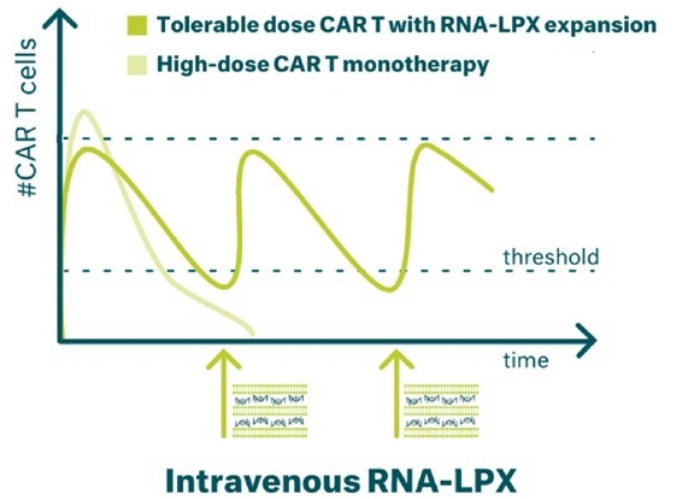 Tolerable dose CAR T with RNA-LPX expansion
High-dose CAR T monotherapy
#CAR T cells
threshold
time
Intravenous RNA-LPX